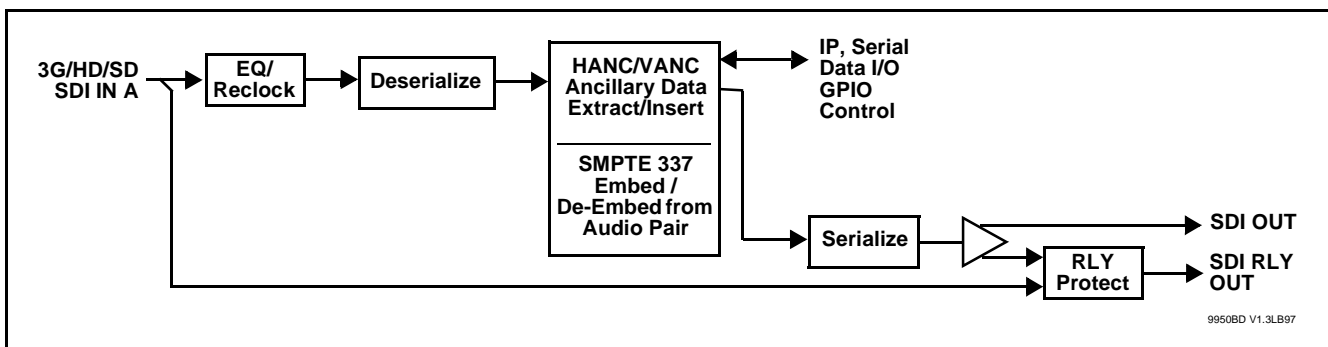 3G/HD/SD
SDI IN A
EQ/
Reclock
Deserialize
HANC/VANC
Ancillary Data
Extract/Insert
SMPTE 337
Embed /
De-Embed from
Audio Pair
IP, Serial
Data I/O
GPIO
Control
Serialize
SDI OUT
RLY
Protect
SDI RLY
OUT
9950BD V1.3LB97